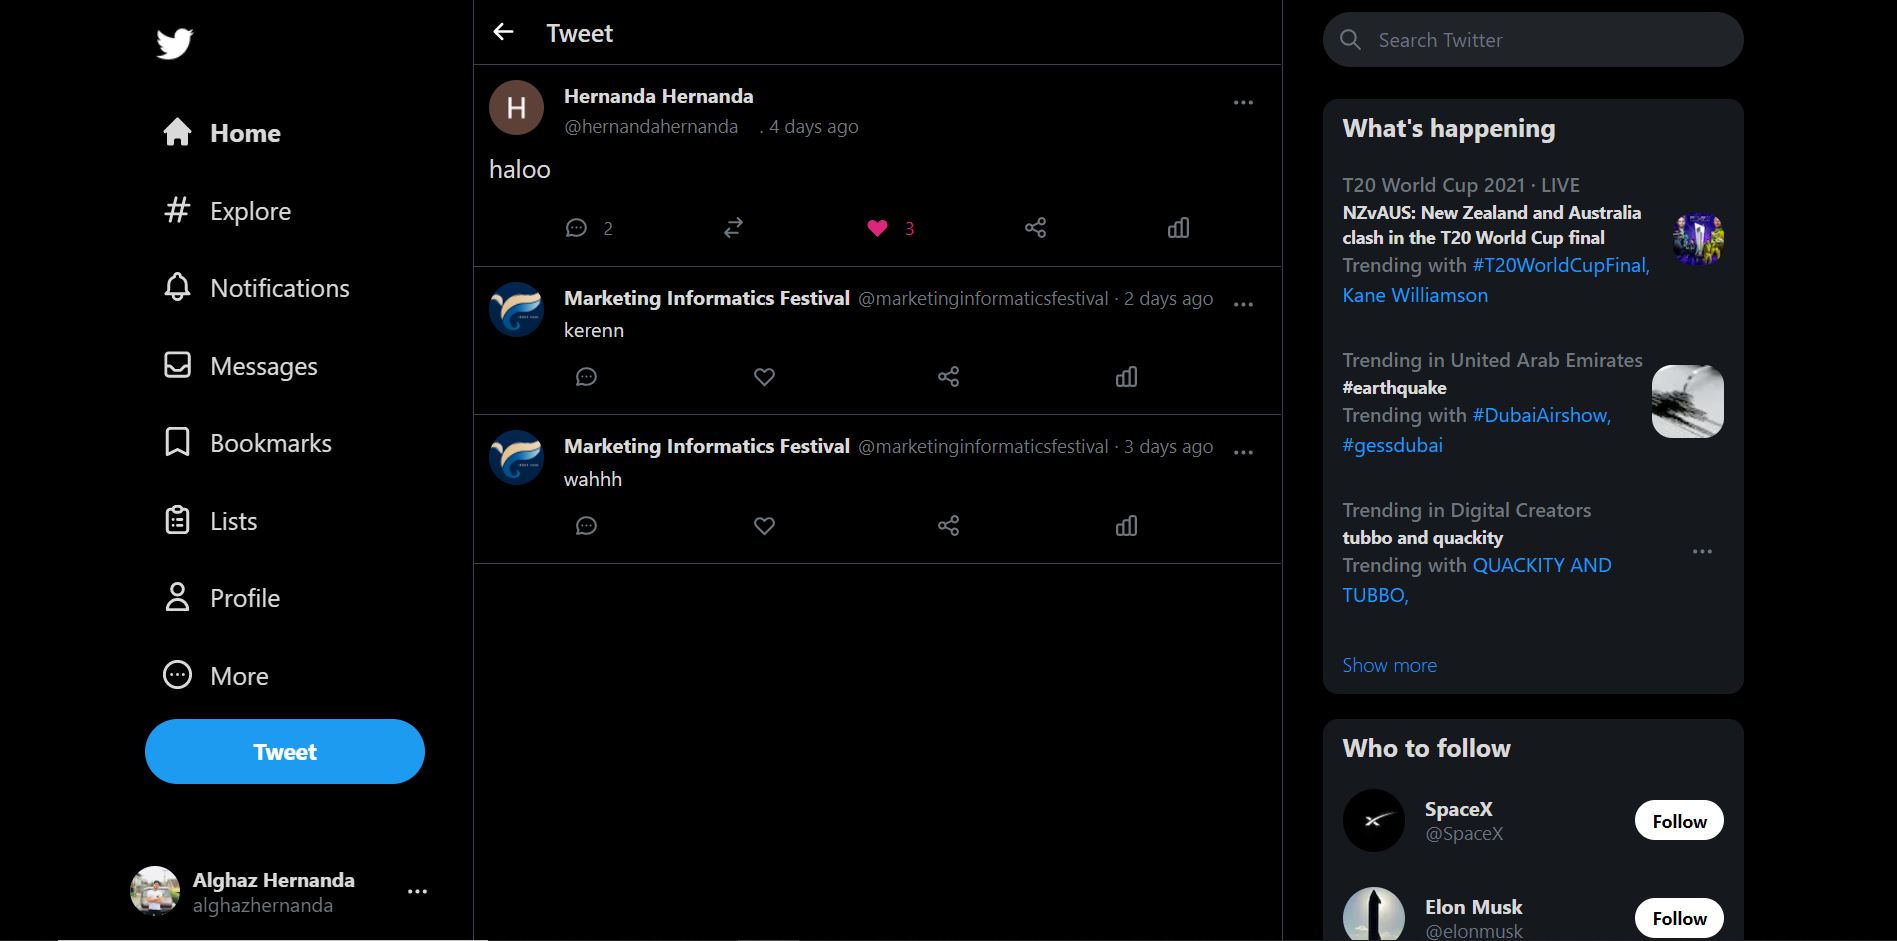 Home
Explore
Notifications
Messages
Bookmarks
Lists
Profile
More
Tweet
Alghaz Hernanda
alghazhernanda
Tweet
H
Hernanda Hernanda
@hernandahernanda . 4 days ago
haloo
2
3
Marketing Informatics Festival @marketinginformaticsfestival · 2 days ago
kerenn
Marketing Informatics Festival @marketinginformaticsfestival · 3 days ago
wahhh
Search Twitter
What's happening
T20 World Cup 2021 · LIVE
NZvAUS: New Zealand and Australia
clash in the T20 World Cup final
Trending with #T20WorldCupFinal,
Kane Williamson
Trending in United Arab Emirates
#earthquake
Trending with #DubaiAirshow,
#gessdubai
Trending in Digital Creators
tubbo and quackity
Trending with QUACKITY AND
TUBBO,
Show more
Who to follow
SpaceX
@SpaceX
Follow
Elon Musk
@elonmusk
Follow